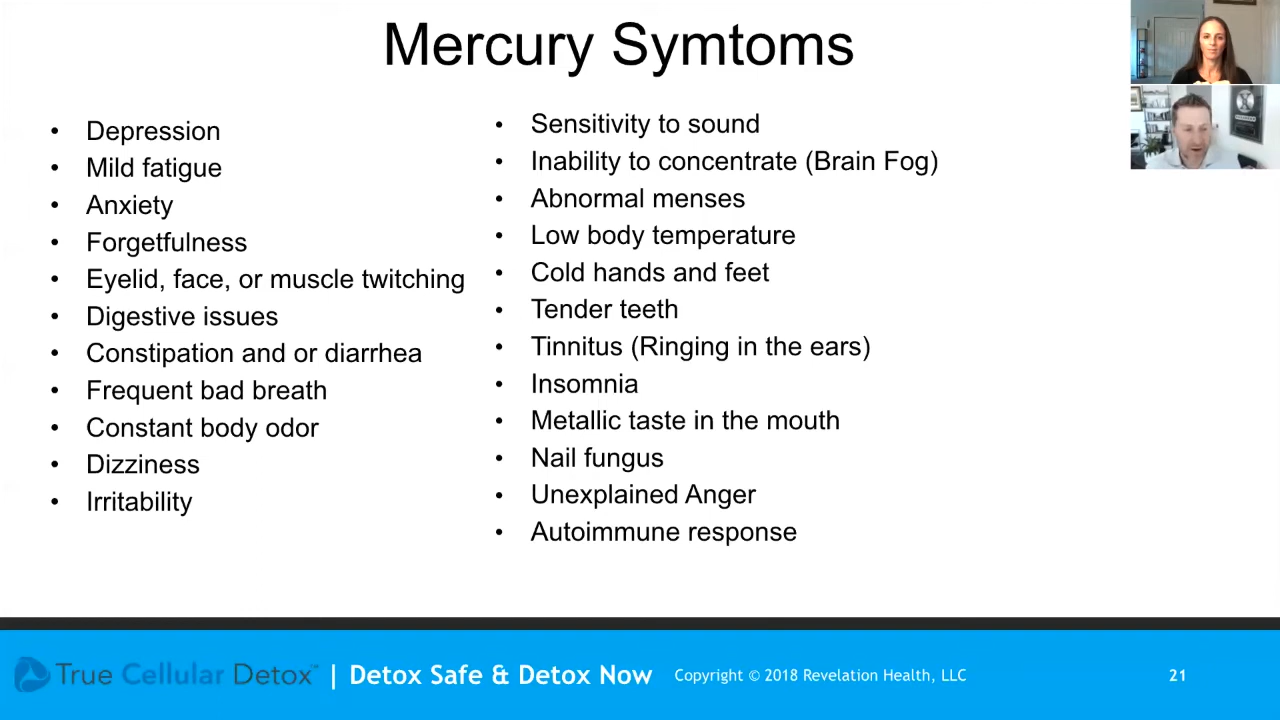 Mercury Symtoms
Depression
Mild fatigue
Anxiety
Forgetfulness
Eyelid, face, or muscle twitching
Digestive issues
Constipation and or diarrhea
Frequent bad breath
Constant body odor
Dizziness
Irritability
Sensitivity to sound
Inability to concentrate (Brain Fog)
Abnormal menses
Low body temperature
Cold hands and feet
Tender teeth
Tinnitus (Ringing in the ears)
Insomnia
Metallic taste in the mouth
Nail fungus
Unexplained Anger
Autoimmune response
True Cellular Detox™ | Detox Safe & Detox Now Copyright © 2018 Revelation Health, LLC 21